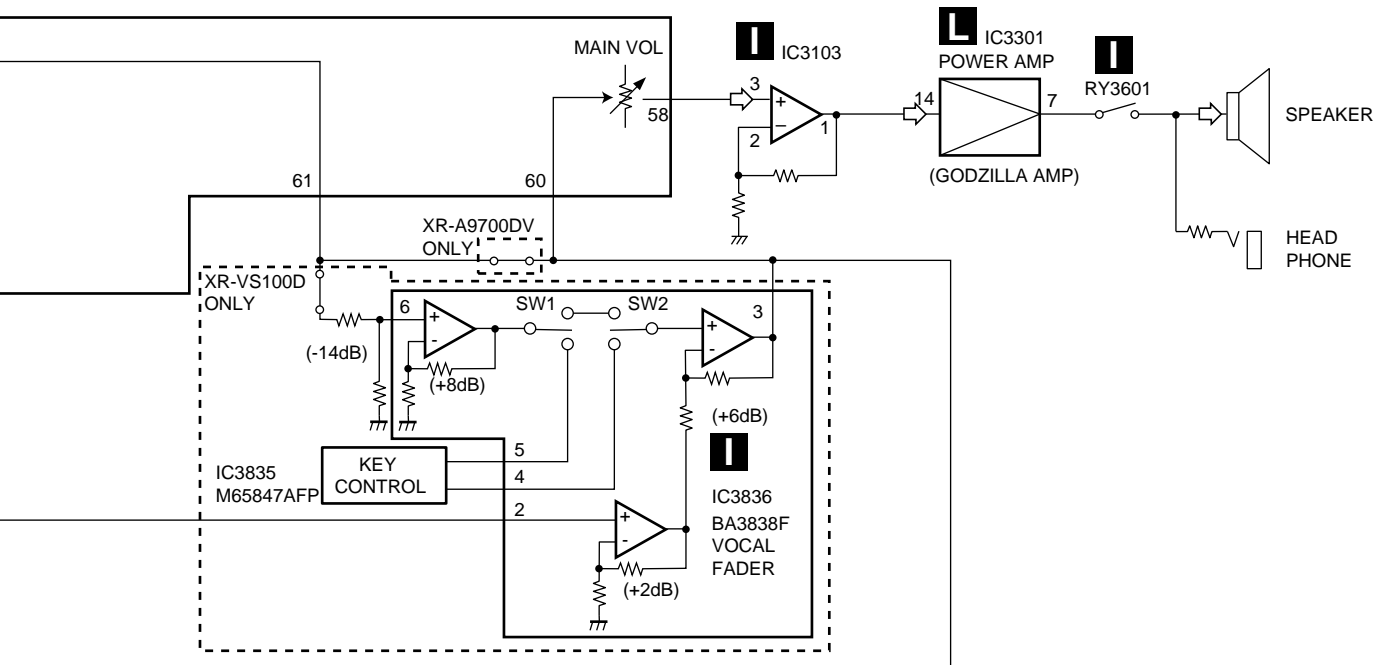 MAIN VOL
58
61
60
I IC3103
3
2
1
L IC3301
POWER AMP
14
7
(GODZILLA AMP)
I
RY3601
SPEAKER
HEAD
PHONE
XR-A9700DV
ONLY
XR-VS100D
ONLY
(-14dB)
6
+
-
(+8dB)
SW1
SW2
3
+
-
(+6dB)
I
IC3836
BA3838F
VOCAL
FADER
IC3835
M65847AFP
KEY
CONTROL
5
4
2
+
-
(+2dB)